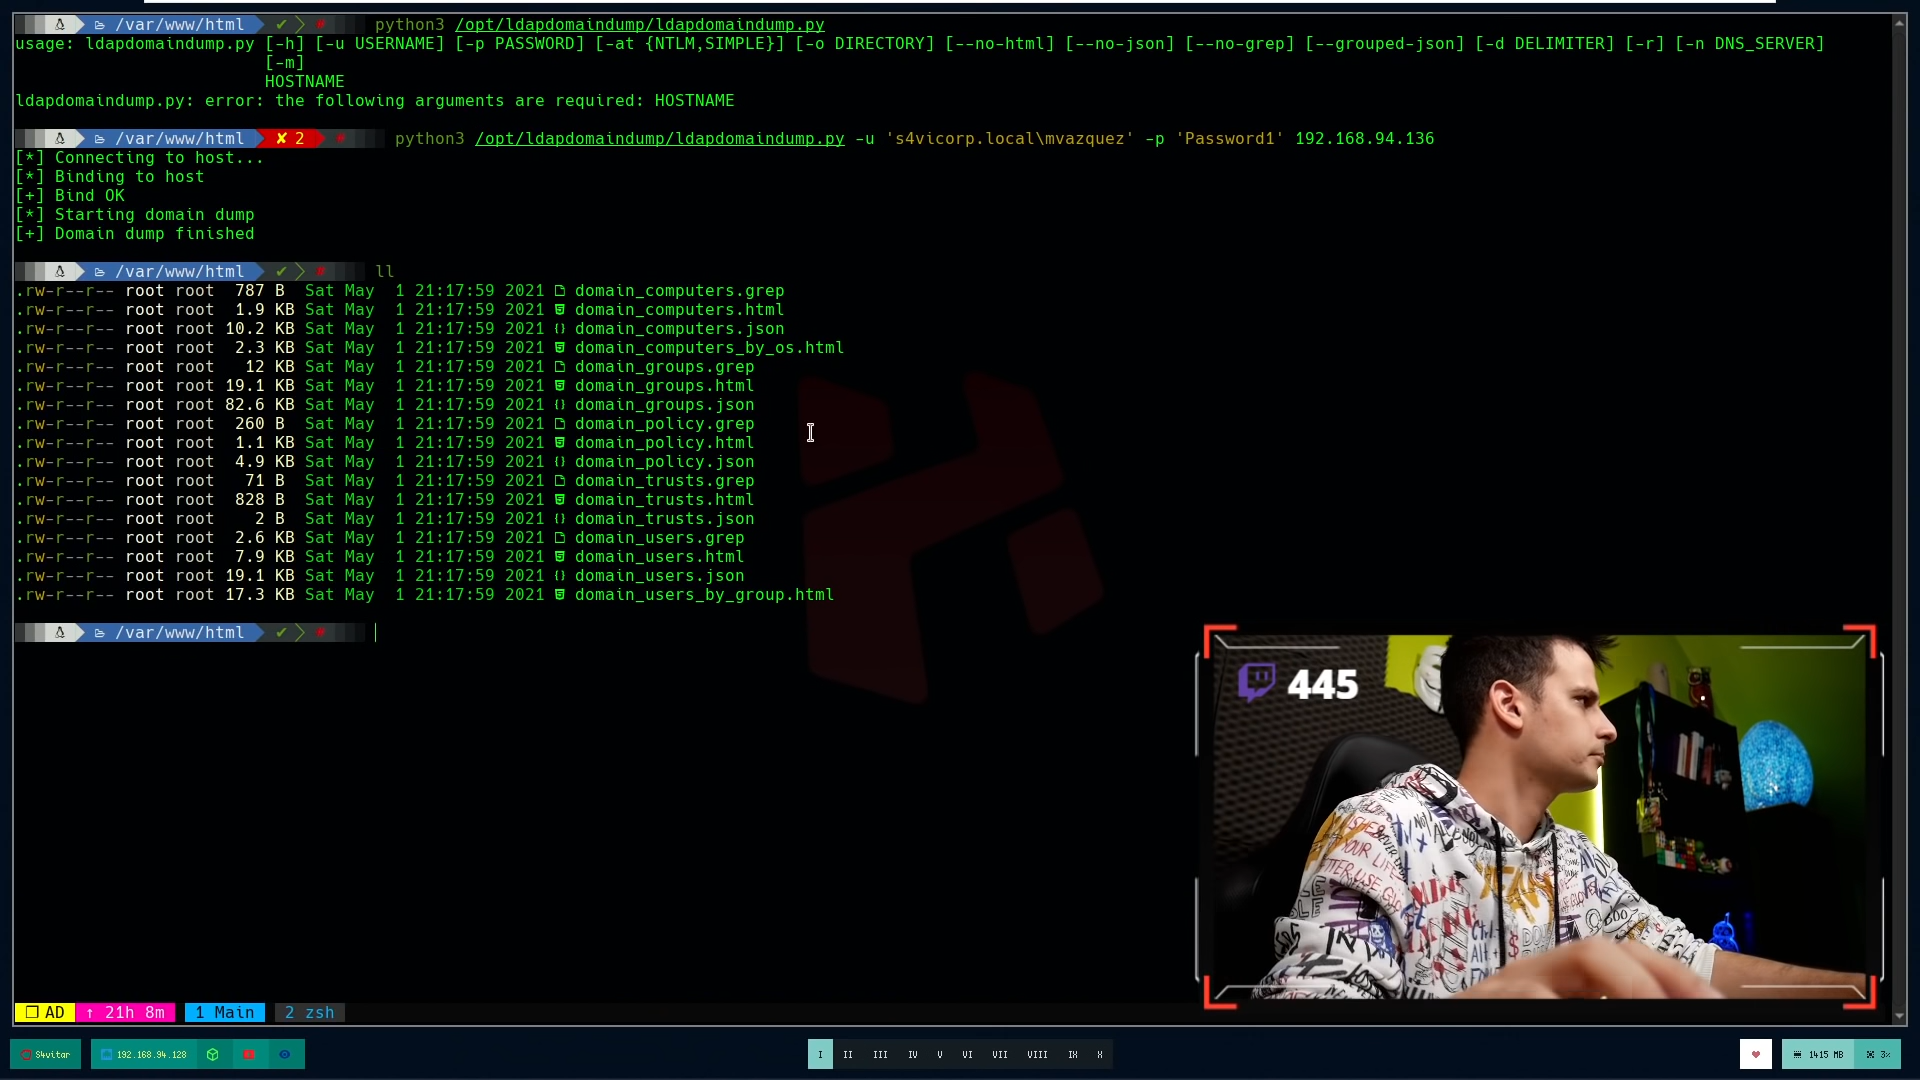 /var/www/html ✔ # python3 /opt/ldapdomaindump/ldapdomaindump.py
usage: ldapdomaindump.py [-h] [-u USERNAME] [-p PASSWORD] [-at {NTLM,SIMPLE}] [-o DIRECTORY] [--no-html] [--no-json] [--no-grep] [--grouped-json] [-d DELIMITER] [-r] [-n DNS_SERVER]
[-m]
HOSTNAME
ldapdomaindump.py: error: the following arguments are required: HOSTNAME
/var/www/html ✘ 2 # python3 /opt/ldapdomaindump/ldapdomaindump.py -u 's4vicorp.local\mvazquez' -p 'Password1' 192.168.94.136
[*] Connecting to host...
[*] Binding to host
[+] Bind OK
[*] Starting domain dump
[+] Domain dump finished
/var/www/html ✔ # ll
.rw-r--r-- root root 787 B Sat May 1 21:17:59 2021 domain_computers.grep
.rw-r--r-- root root 1.9 KB Sat May 1 21:17:59 2021 domain_computers.html
.rw-r--r-- root root 10.2 KB Sat May 1 21:17:59 2021 domain_computers.json
.rw-r--r-- root root 2.3 KB Sat May 1 21:17:59 2021 domain_computers_by_os.html
.rw-r--r-- root root 12 KB Sat May 1 21:17:59 2021 domain_groups.grep
.rw-r--r-- root root 19.1 KB Sat May 1 21:17:59 2021 domain_groups.html
.rw-r--r-- root root 82.6 KB Sat May 1 21:17:59 2021 domain_groups.json
.rw-r--r-- root root 260 B Sat May 1 21:17:59 2021 domain_policy.grep
.rw-r--r-- root root 1.1 KB Sat May 1 21:17:59 2021 domain_policy.html
.rw-r--r-- root root 4.9 KB Sat May 1 21:17:59 2021 domain_policy.json
.rw-r--r-- root root 71 B Sat May 1 21:17:59 2021 domain_trusts.grep
.rw-r--r-- root root 828 B Sat May 1 21:17:59 2021 domain_trusts.html
.rw-r--r-- root root 2 B Sat May 1 21:17:59 2021 domain_trusts.json
.rw-r--r-- root root 2.6 KB Sat May 1 21:17:59 2021 domain_users.grep
.rw-r--r-- root root 7.9 KB Sat May 1 21:17:59 2021 domain_users.html
.rw-r--r-- root root 19.1 KB Sat May 1 21:17:59 2021 domain_users.json
.rw-r--r-- root root 17.3 KB Sat May 1 21:17:59 2021 domain_users_by_group.html
/var/www/html ✔ #
445
AD ↑ 21h 8m 1 Main 2 zsh
S4vitar 192.168.94.128 I II III IV V VI VII VIII IX X 1415 MB 3%